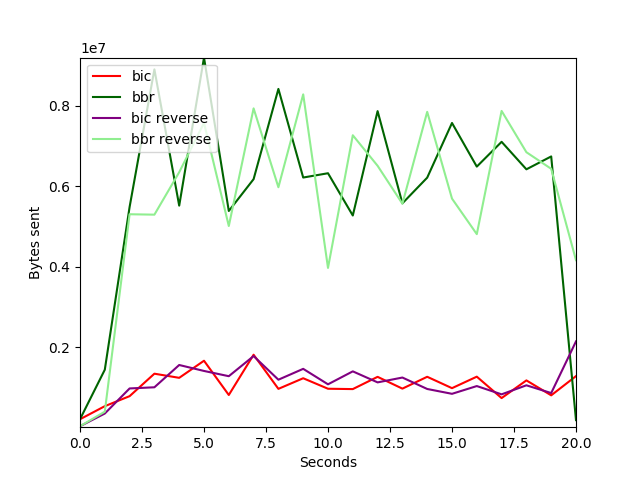 1e7
bic
bbr
bic reverse
bbr reverse
0.8
0.6
0.4
0.2
Bytes sent
0.0 2.5 5.0 7.5 10.0 12.5 15.0 17.5 20.0
Seconds